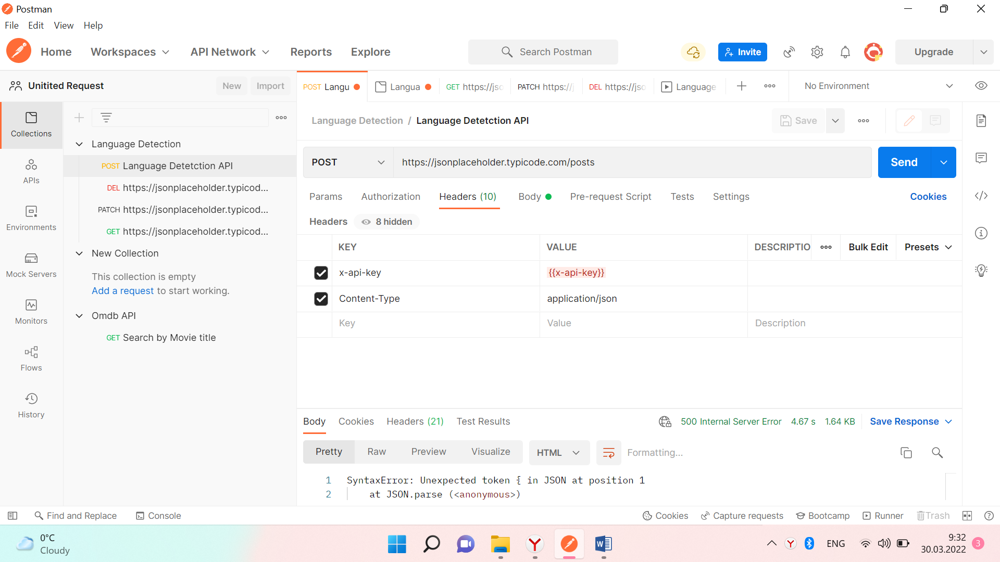 Postman
File Edit View Help
Home Workspaces API Network Reports Explore Search Postman Invite Upgrade
Unitited Request New Import
POST Langu Langua GET https://jso PATCH https://j DEL https://jso Language No Environment
Collections
APIs
Environments
Mock Servers
Monitors
Flows
History
Language Detection
POST Language Detetction API
DEL https://jsonplaceholder.typicod...
PATCH https://jsonplaceholder.typicod...
GET https://jsonplaceholder.typicod...
New Collection
This collection is empty
Add a request to start working.
Omdb API
GET Search by Movie title
Language Detection / Language Detetction API Save
POST https://jsonplaceholder.typicode.com/posts Send
Params Authorization Headers (10) Body Pre-request Script Tests Settings Cookies
Headers 8 hidden
KEY VALUE DESCRIPTIO Bulk Edit Presets
x-api-key {{x-api-key}}
Content-Type application/json
Key Value Description
Body Cookies Headers (21) Test Results 500 Internal Server Error 4.67 s 1.64 KB Save Response
Pretty Raw Preview Visualize HTML Formatting...
1 SyntaxError: Unexpected token { in JSON at position 1
2 at JSON.parse (<anonymous>)
Find and Replace Console Cookies Capture requests Bootcamp Runner Trash
0°C
Cloudy
ENG
9:32
30.03.2022
3